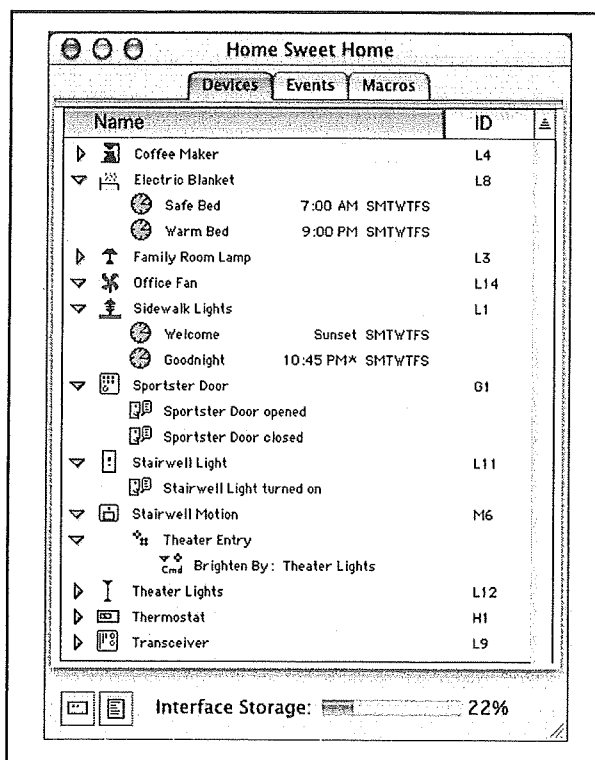 Home Sweet Home
Devices Events Macros
Name ID
Coffee Maker L4
Electric Blanket L8
Safe Bed 7:00 AM SMTWTFS
Warm Bed 9:00 PM SMTWTFS
Family Room Lamp L3
Office Fan L14
Sidewalk Lights L1
Welcome Sunset SMTWTFS
Goodnight 10:45 PM* SMTWTFS
Sportster Door G1
Sportster Door opened
Sportster Door closed
Stairwell Light L11
Stairwell Light turned on
Stairwell Motion M6
Theater Entry
Cmd Brighten By: Theater Lights
Theater Lights L12
Thermostat H1
Transceiver L9
Interface Storage: 22%